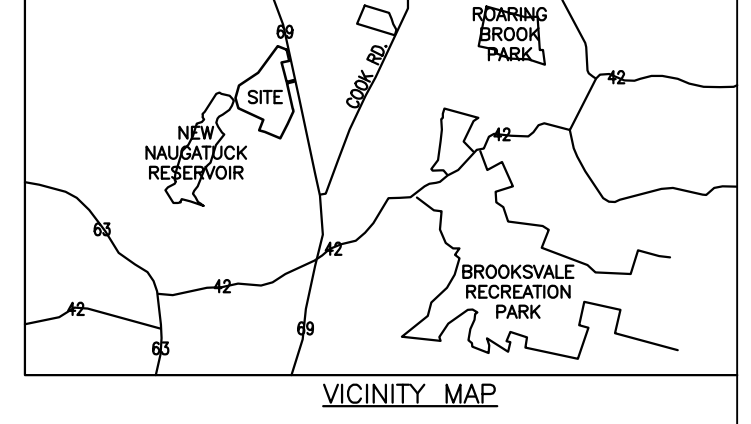 69
ROARING
BROOK
PARK
COOK RD.
42
SITE
NEW
NAUGATUCK
RESERVOIR
42
63
42
42
BROOKSVALE
RECREATION
PARK
42
69
63
VICINITY MAP